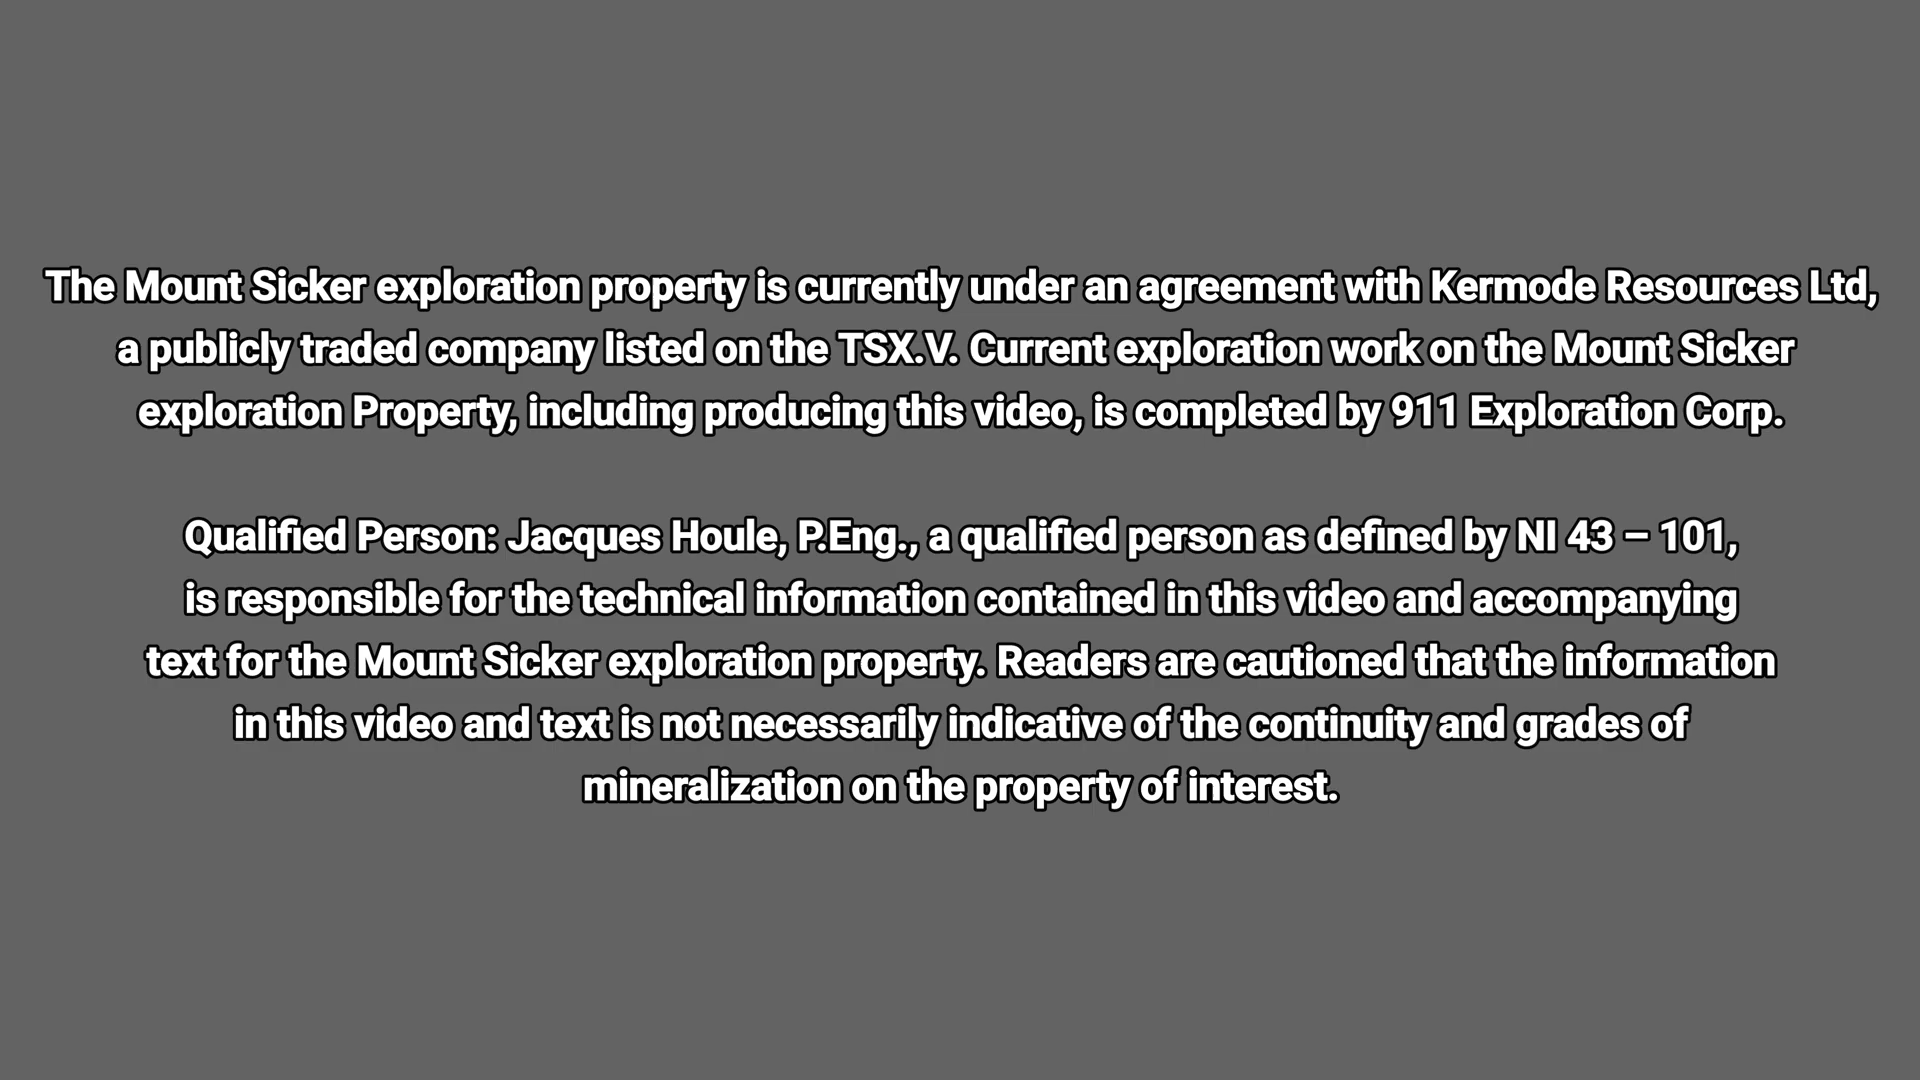 The Mount Sicker exploration property is currently under an agreement with Kermode Resources Ltd,
a publicly traded company listed on the TSX.V. Current exploration work on the Mount Sicker
exploration Property, including producing this video, is completed by 911 Exploration Corp.
Qualified Person: Jacques Houle, P.Eng., a qualified person as defined by NI 43 – 101,
is responsible for the technical information contained in this video and accompanying
text for the Mount Sicker exploration property. Readers are cautioned that the information
in this video and text is not necessarily indicative of the continuity and grades of
mineralization on the property of interest.